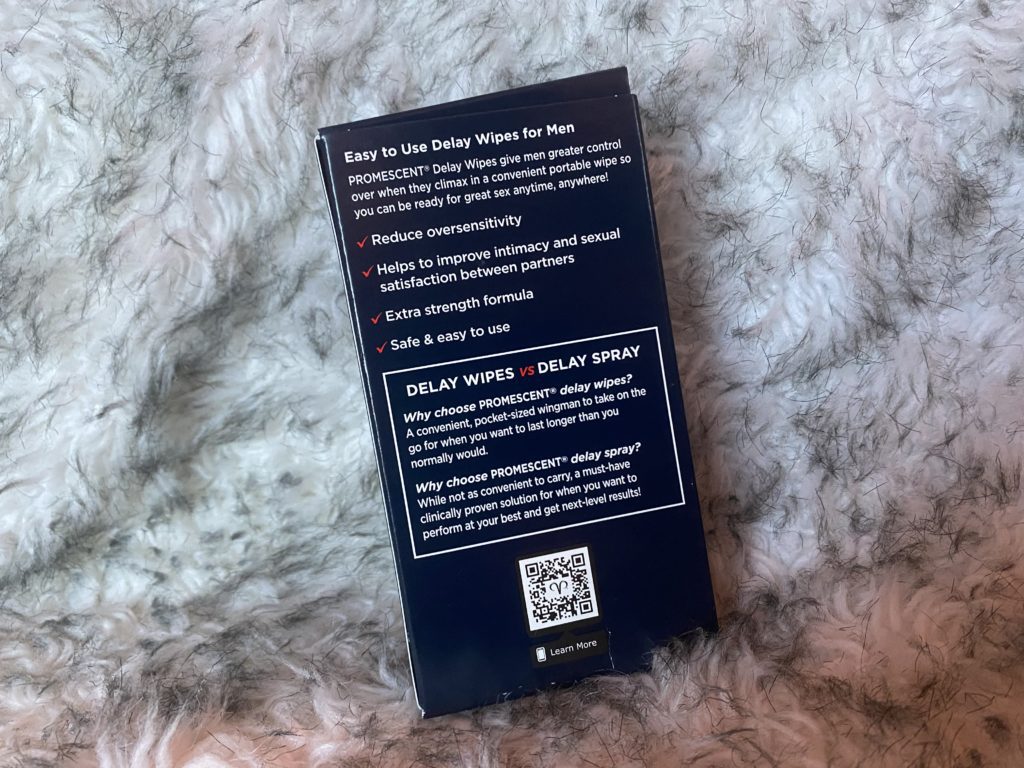 Easy to Use Delay Wipes for Men
PROMESCENT® Delay Wipes give men greater control
over when they climax in a convenient portable wipe so
you can be ready for great sex anytime, anywhere!
✓ Reduce oversensitivity
✓ Helps to improve intimacy and sexual
satisfaction between partners
✓ Extra strength formula
✓ Safe & easy to use
DELAY WIPES VS DELAY SPRAY
Why choose PROMESCENT® delay wipes?
A convenient, pocket-sized wingman to take on the
go for when you want to last longer than you
normally would.
Why choose PROMESCENT® delay spray?
While not as convenient to carry, a must-have
clinically proven solution for when you want to
perform at your best and get next-level results!
Learn More